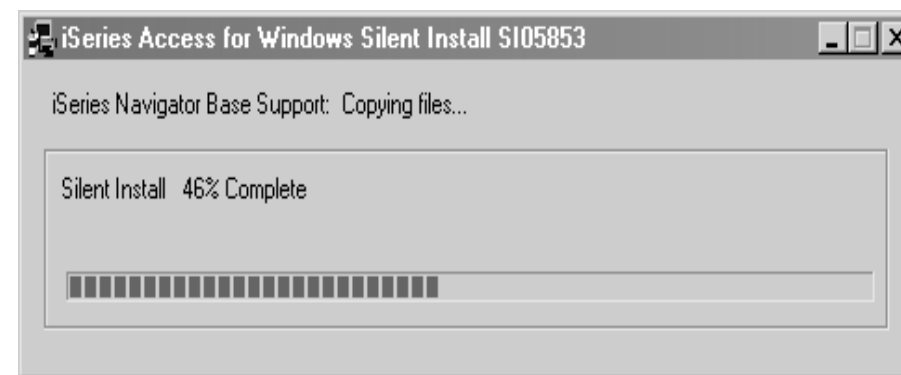 iSeries Access for Windows Silent Install SI05853
iSeries Navigator Base Support: Copying files...
Silent Install 46% Complete